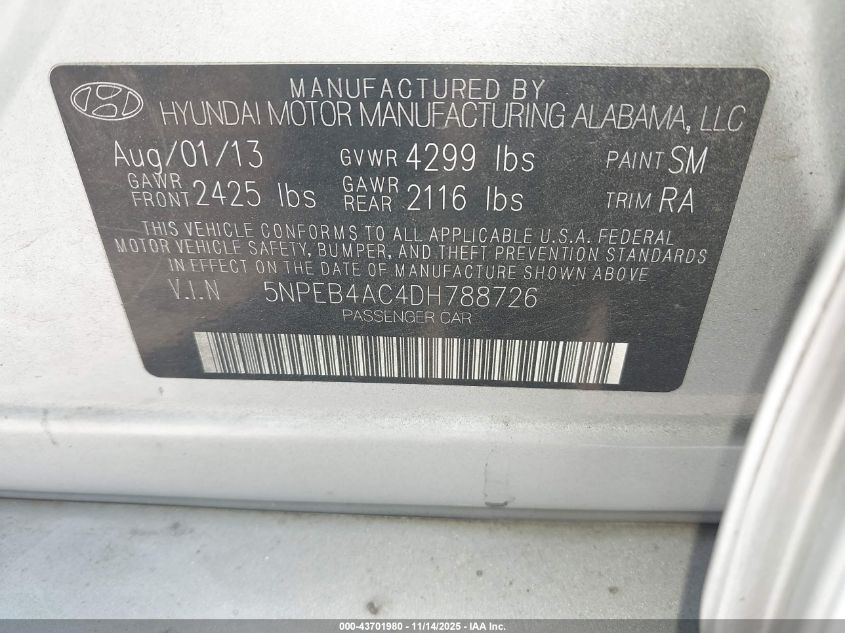 MANUFACTURED BY
HYUNDAI MOTOR MANUFACTURING ALABAMA, LLC
Aug/01/13 GVWR 4299 lbs PAINT SM
GAWR FRONT 2425 lbs GAWR REAR 2116 lbs TRIM RA
THIS VEHICLE CONFORMS TO ALL APPLICABLE U.S.A. FEDERAL
MOTOR VEHICLE SAFETY, BUMPER, AND THEFT PREVENTION STANDARDS
IN EFFECT ON THE DATE OF MANUFACTURE SHOWN ABOVE
V.I.N 5NPEB4AC4DH788726
PASSENGER CAR
000-43701980 - 11/14/2025 - IAA Inc.